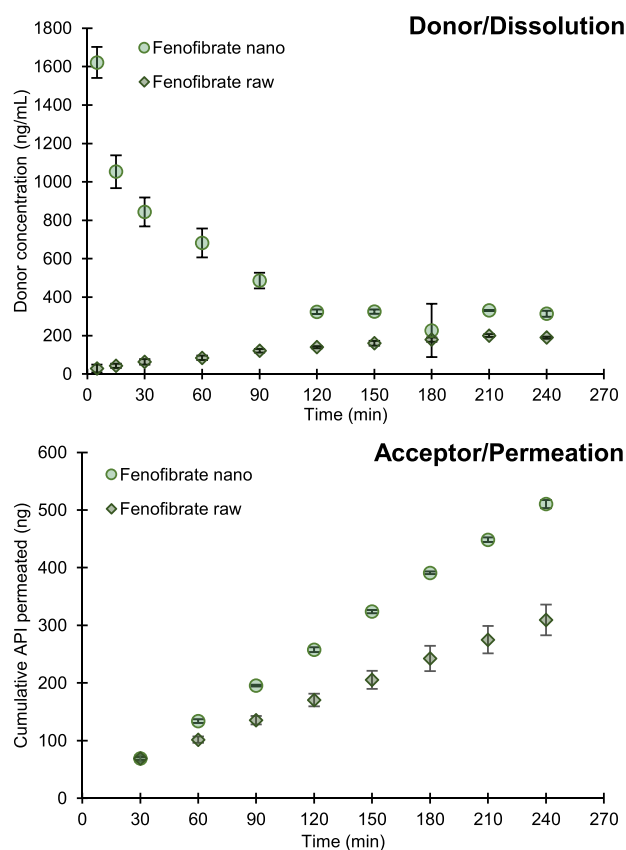 Donor/Dissolution
1800
1600
1400
1200
1000
800
600
400
200
0
Donor concentration (ng/mL)
Fenofibrate nano
Fenofibrate raw
0 30 60 90 120 150 180 210 240 270
Time (min)
Acceptor/Permeation
600
500
400
300
200
100
0
Cumulative API permeated (ng)
Fenofibrate nano
Fenofibrate raw
0 30 60 90 120 150 180 210 240 270
Time (min)